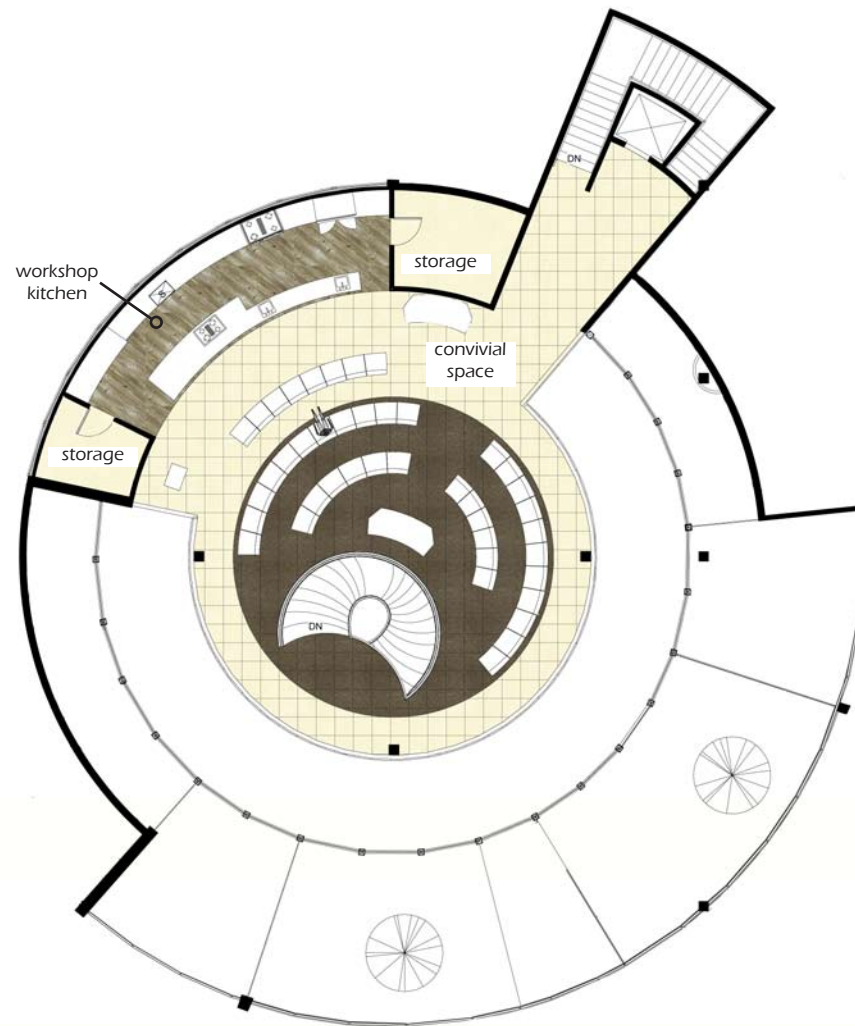 DN
storage
workshop
kitchen
S
convivial
space
storage
DN